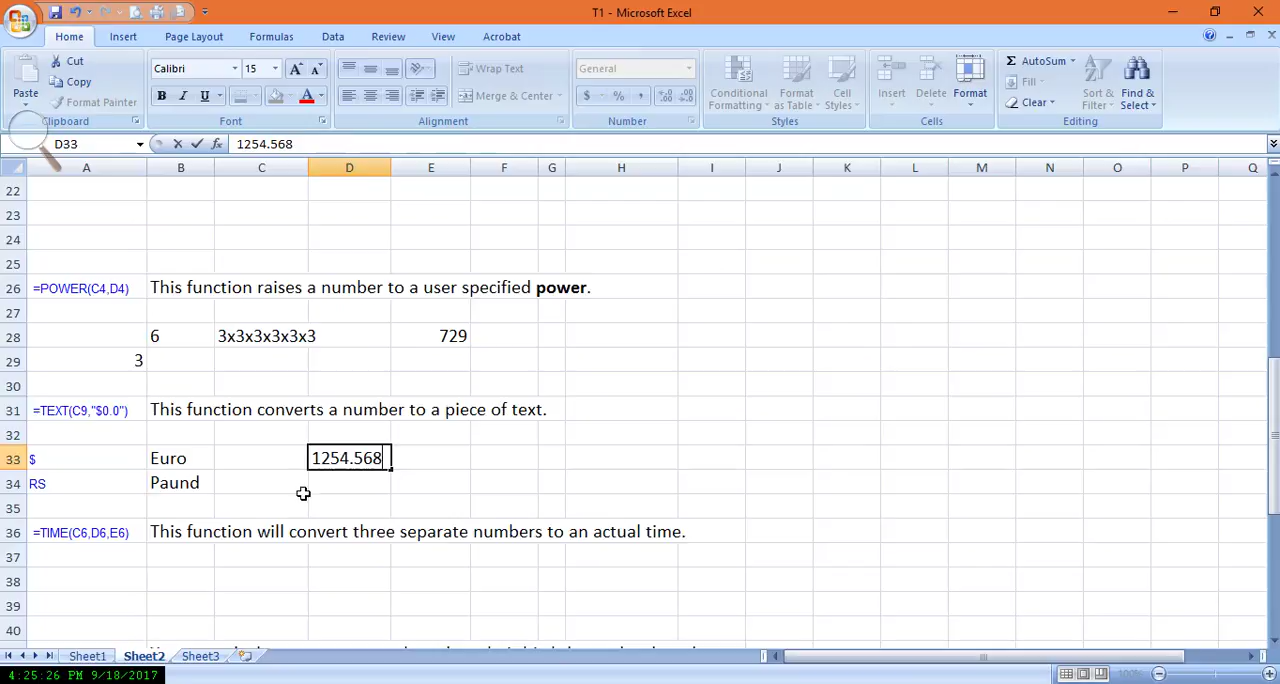 T1 - Microsoft Excel
Home Insert Page Layout Formulas Data Review View Acrobat
Cut
Copy
Format Painter
Paste
Clipboard
Calibri 15
B I U
Font
Wrap Text
Merge & Center
Alignment
General
$ % ,
Number
Conditional Formatting
Format as Table
Cell Styles
Styles
Insert Delete Format
Cells
Σ AutoSum
Fill
Clear
Sort & Filter
Find & Select
Editing
D33 fx 1254.568
A B C D E F G H I J K L M N O P Q
22
23
24
25
26 =POWER(C4,D4) This function raises a number to a user specified power.
27
28 6 3x3x3x3x3x3 729
29 3
30
31 =TEXT(C9,"$0.0") This function converts a number to a piece of text.
32
33 $ Euro 1254.568
34 RS Paund
35
36 =TIME(C6,D6,E6) This function will convert three separate numbers to an actual time.
37
38
39
40
Sheet1 Sheet2 Sheet3
4:25:26 PM 9/18/2017 100%